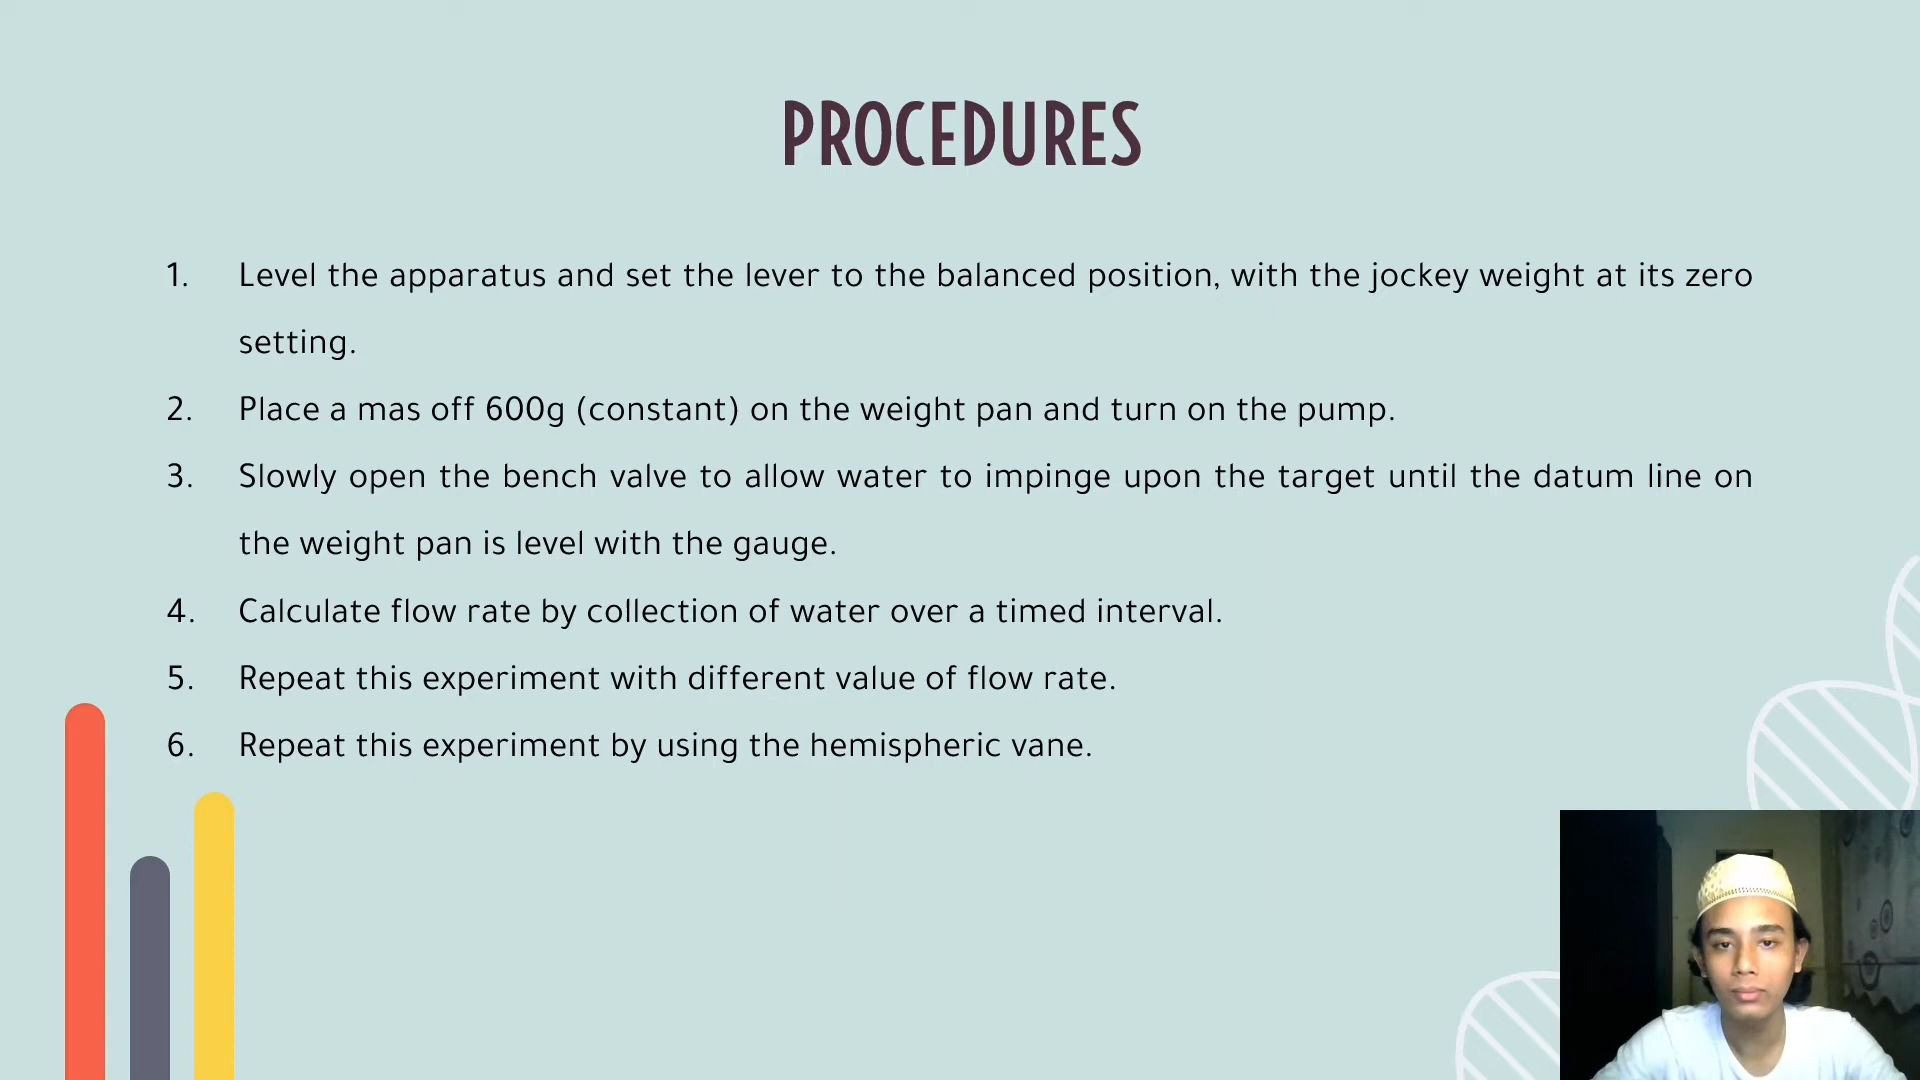 PROCEDURES
1. Level the apparatus and set the lever to the balanced position, with the jockey weight at its zero
setting.
2. Place a mas off 600g (constant) on the weight pan and turn on the pump.
3. Slowly open the bench valve to allow water to impinge upon the target until the datum line on
the weight pan is level with the gauge.
4. Calculate flow rate by collection of water over a timed interval.
5. Repeat this experiment with different value of flow rate.
6. Repeat this experiment by using the hemispheric vane.